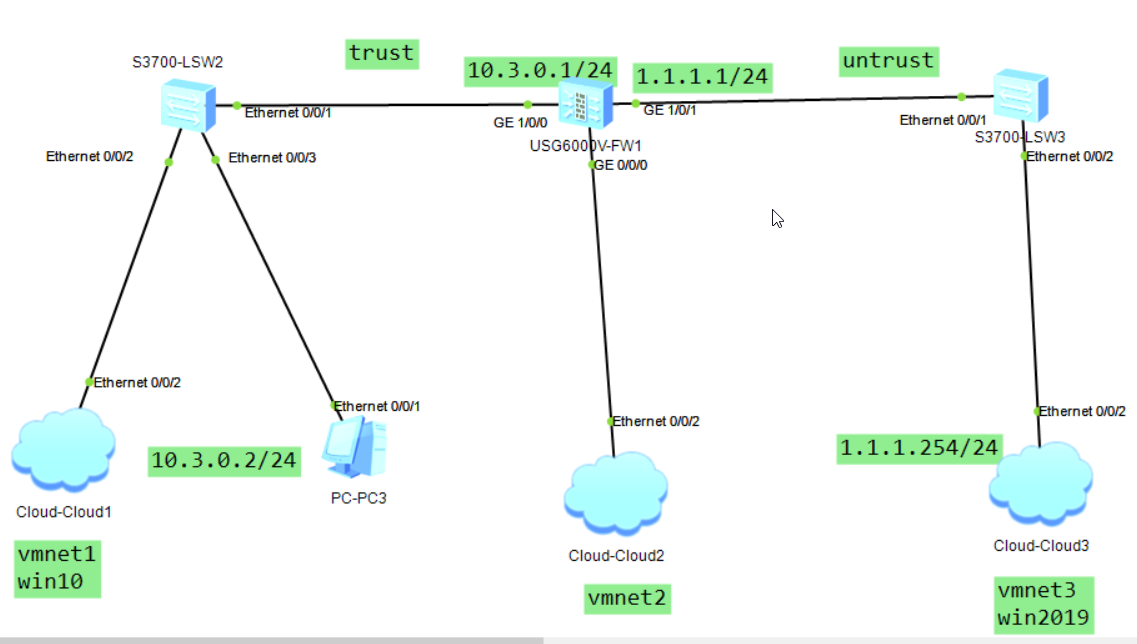 S3700-LSW2
trust
10.3.0.1/24
1.1.1.1/24
untrust
Ethernet 0/0/1
GE 1/0/0
GE 1/0/1
Ethernet 0/0/1
USG6000V-FW1
S3700-LSW3
Ethernet 0/0/2
Ethernet 0/0/3
GE 0/0/0
Ethernet 0/0/2
Ethernet 0/0/2
Ethernet 0/0/1
Ethernet 0/0/2
Ethernet 0/0/2
10.3.0.2/24
1.1.1.254/24
PC-PC3
Cloud-Cloud1
Cloud-Cloud2
Cloud-Cloud3
vmnet1
win10
vmnet2
vmnet3
win2019